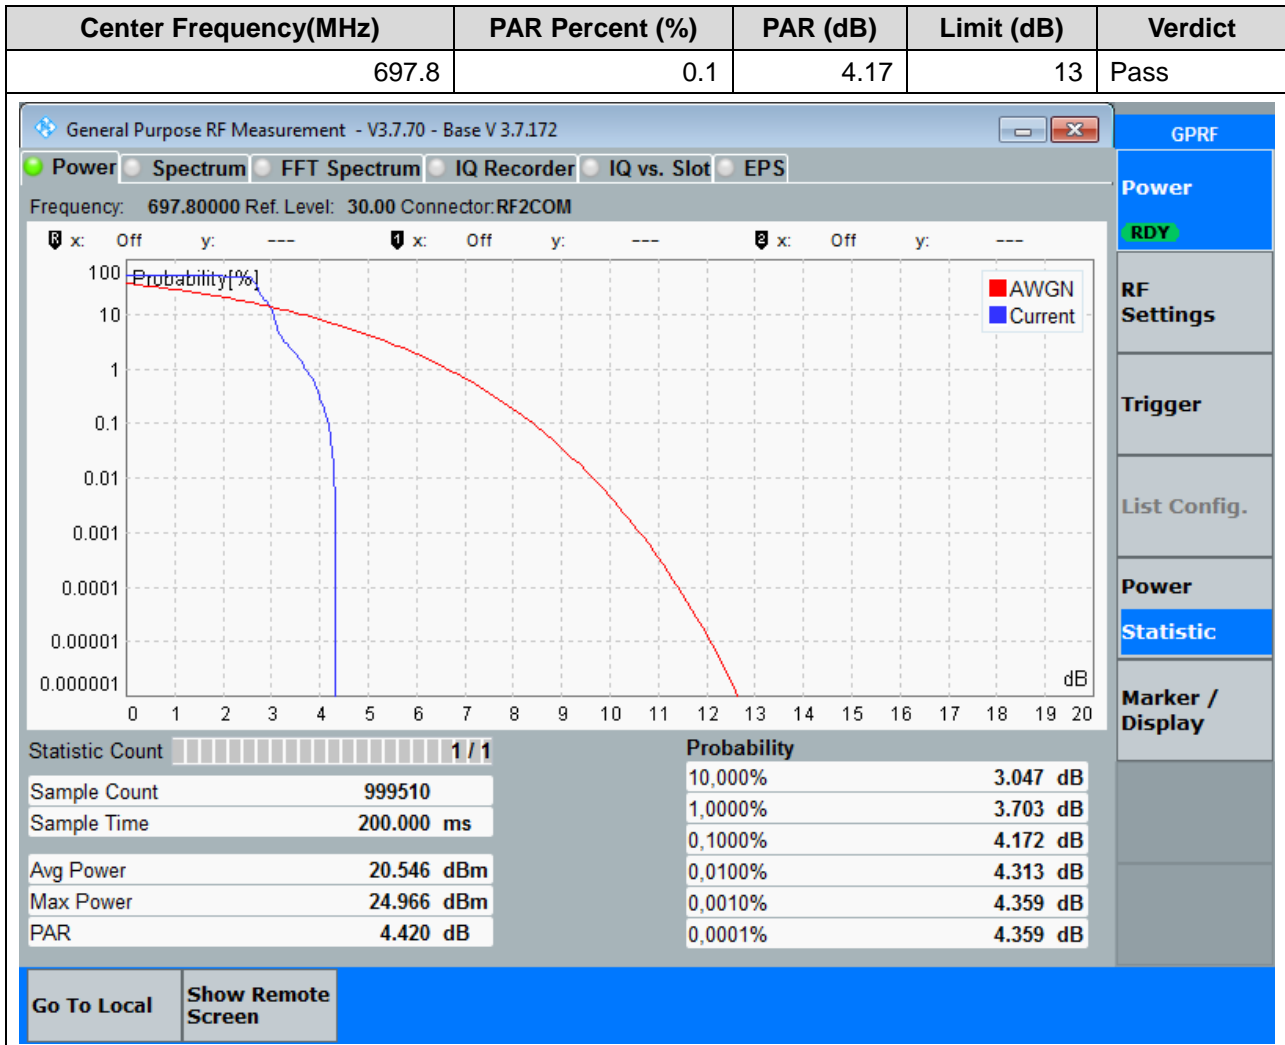 Center Frequency(MHz) PAR Percent (%) PAR (dB) Limit (dB) Verdict
697.8 0.1 4.17 13 Pass
General Purpose RF Measurement - V3.7.70 - Base V 3.7.172
GPRF
Power Spectrum FFT Spectrum IQ Recorder IQ vs. Slot EPS
Frequency: 697.80000 Ref. Level: 30.00 Connector:RF2COM
R x: Off y: --- 1 x: Off y: --- 2 x: Off y: ---
Probability[%]
AWGN
Current
100
10
1
0.1
0.01
0.001
0.0001
0.00001
0.000001
dB
0 1 2 3 4 5 6 7 8 9 10 11 12 13 14 15 16 17 18 19 20
Statistic Count 1 / 1
Sample Count 999510
Sample Time 200.000 ms
Avg Power 20.546 dBm
Max Power 24.966 dBm
PAR 4.420 dB
Probability
10,000% 3.047 dB
1,0000% 3.703 dB
0,1000% 4.172 dB
0,0100% 4.313 dB
0,0010% 4.359 dB
0,0001% 4.359 dB
Power
RDY
RF
Settings
Trigger
List Config.
Power
Statistic
Marker /
Display
Go To Local
Show Remote
Screen